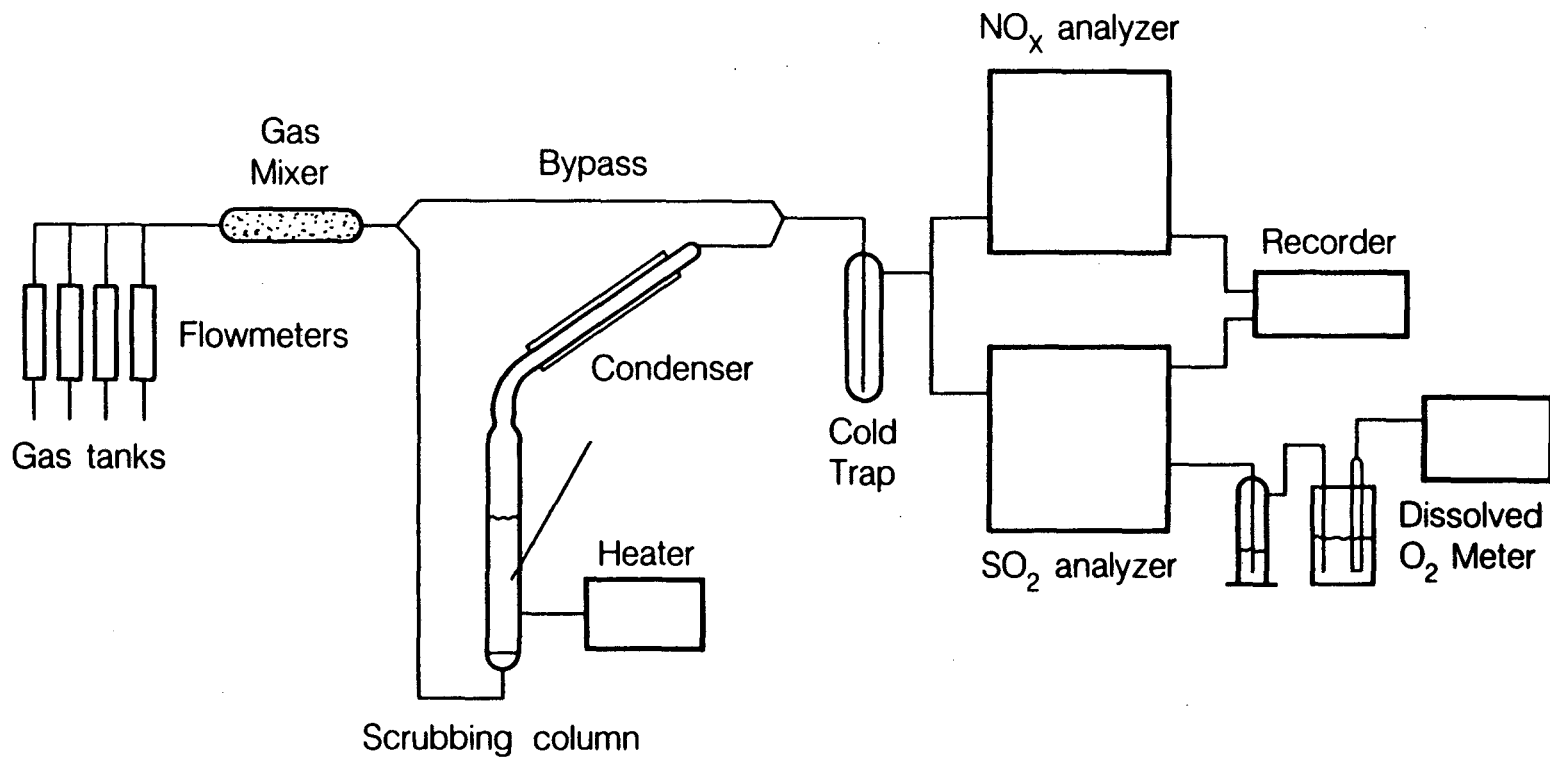 NOx analyzer
Gas
Mixer
Bypass
Recorder
Flowmeters
Condenser
Gas tanks
Cold
Trap
Heater
SO2 analyzer
Dissolved
O2 Meter
Scrubbing column